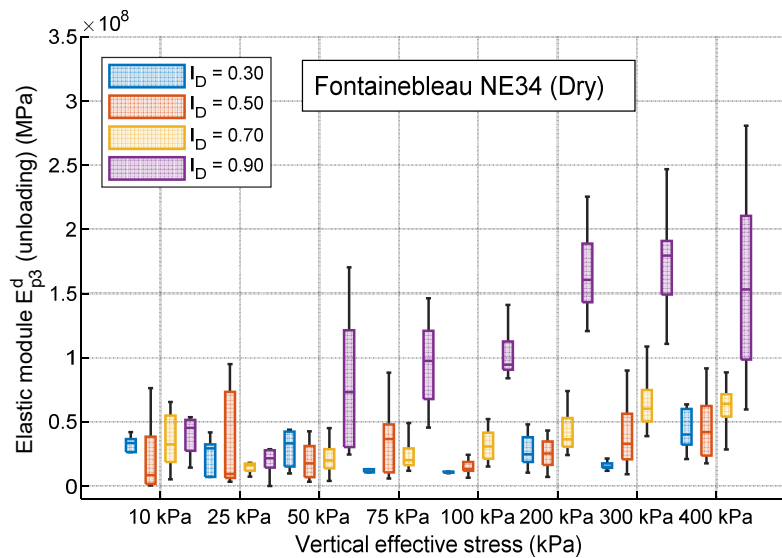 ×10⁸
3.5
3
2.5
2
1.5
1
0.5
0
Elastic module E^d_p3 (unloading) (MPa)
I_D = 0.30
I_D = 0.50
I_D = 0.70
I_D = 0.90
Fontainebleau NE34 (Dry)
10 kPa 25 kPa 50 kPa 75 kPa 100 kPa 200 kPa 300 kPa 400 kPa
Vertical effective stress (kPa)